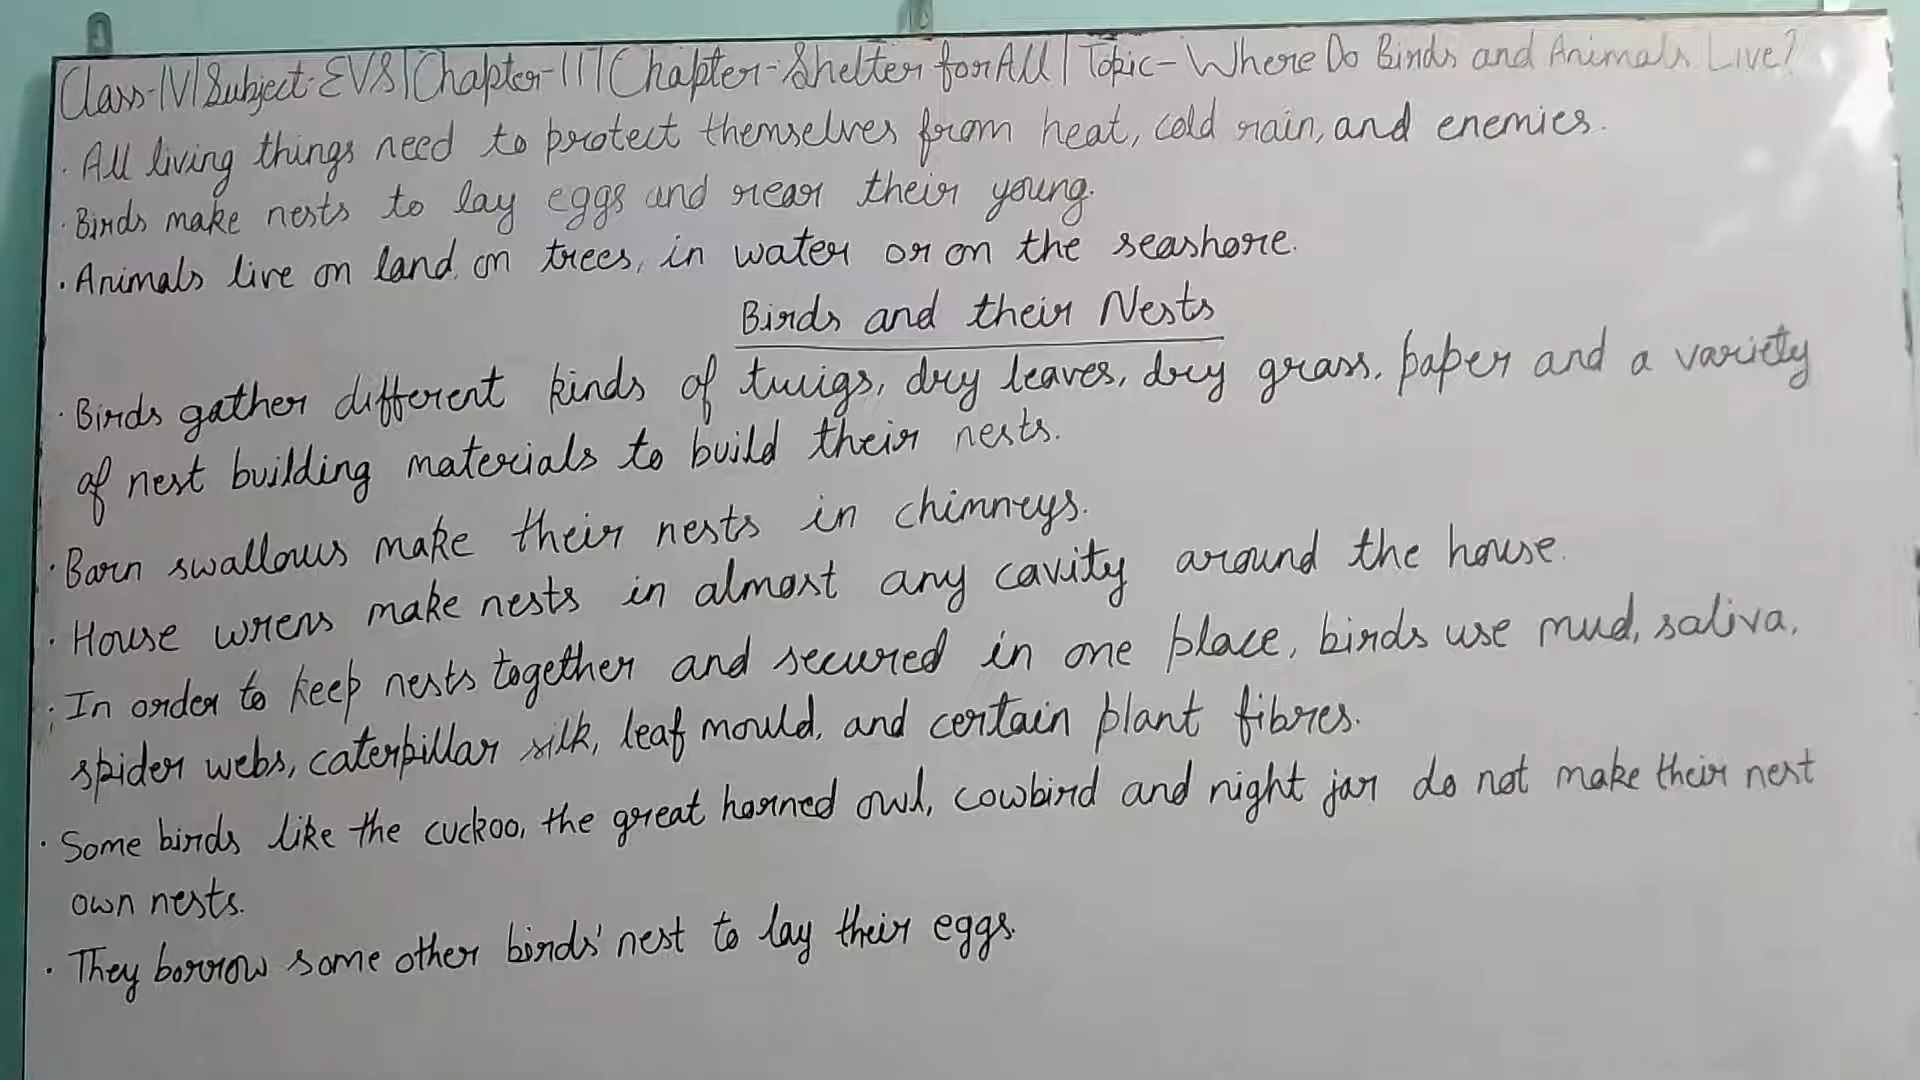 Class-IV|Subject-EVS|Chapter-III|Chapter-Shelter for All|Topic-Where Do Birds and Animals Live?
· All living things need to protect themselves from heat, cold rain, and enemies.
· Birds make nests to lay eggs and rear their young.
· Animals live on land, on trees, in water or on the seashore.
Birds and their Nests
· Birds gather different kinds of twigs, dry leaves, dry grass, paper and a variety
of nest building materials to build their nests.
· Barn swallows make their nests in chimneys.
· House wrens make nests in almost any cavity around the house.
· In order to keep nests together and secured in one place, birds use mud, saliva,
spider webs, caterpillar silk, leaf mould, and certain plant fibres.
· Some birds like the cuckoo, the great horned owl, cowbird and night jar do not make their nest
own nests.
· They borrow some other birds' nest to lay their eggs.